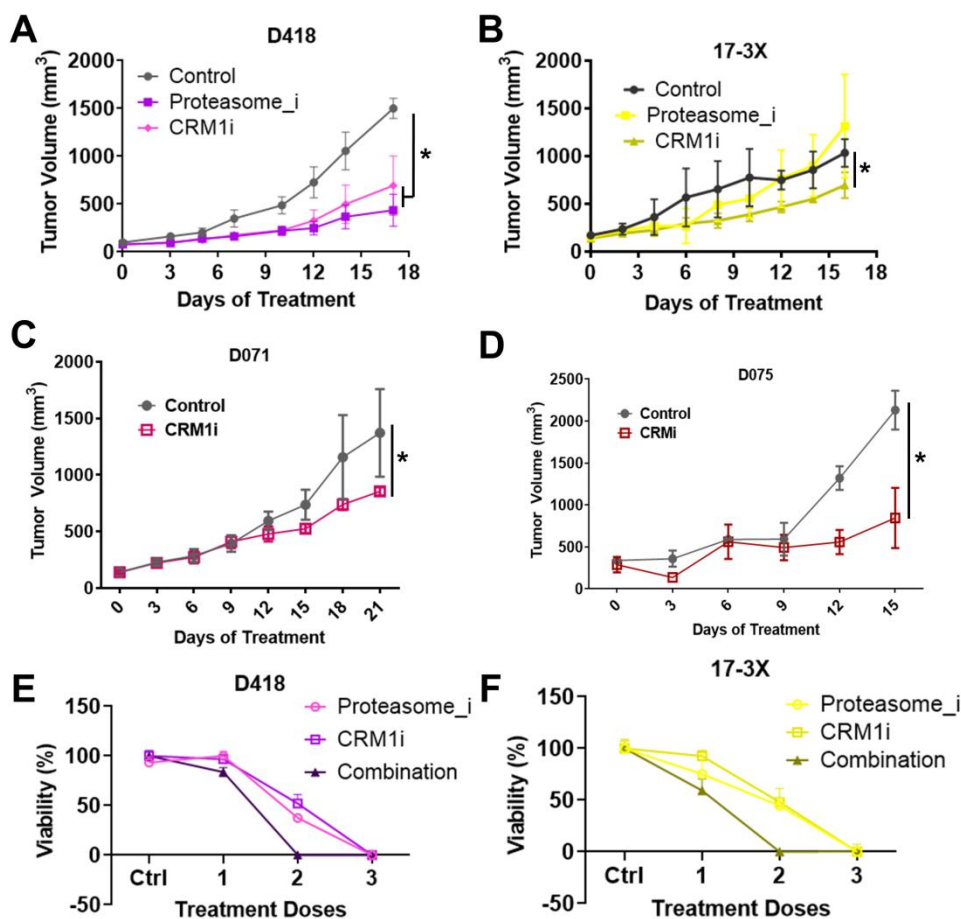 A
D418
Tumor Volume (mm³)
2000
1500
1000
500
0
Control
Proteasome_i
CRM1i
*
0 3 6 9 12 15 18
Days of Treatment
B
17-3X
Tumor Volume (mm³)
2000
1500
1000
500
0
Control
Proteasome_i
CRM1i
*
0 3 6 9 12 15 18
Days of Treatment
C
D071
Tumor Volume (mm³)
2000
1500
1000
500
0
Control
CRM1i
*
0 3 6 9 12 15 18 21
Days of Treatment
D
D075
Tumor Volume (mm³)
2500
2000
1500
1000
500
0
Control
CRMi
*
0 3 6 9 12 15
Days of Treatment
E
D418
Viability (%)
150
100
50
0
-50
Proteasome_i
CRM1i
Combination
Ctrl 1 2 3
Treatment Doses
F
17-3X
Viability (%)
150
100
50
0
-50
Proteasome_i
CRM1i
Combination
Ctrl 1 2 3
Treatment Doses